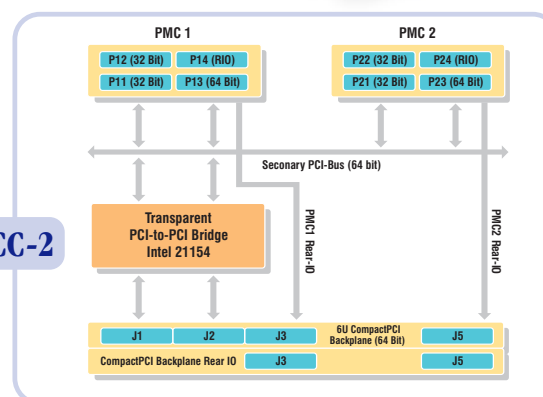 PMC 1
PMC 2
P12 (32 Bit) P14 (RIO)
P11 (32 Bit) P13 (64 Bit)
P22 (32 Bit) P24 (RIO)
P21 (32 Bit) P23 (64 Bit)
Seconary PCI-Bus (64 bit)
Transparent
PCI-to-PCI Bridge
Intel 21154
PMC1 Rear-IO
PMC2 Rear-IO
CC-2
J1 J2 J3
6U CompactPCI
Backplane (64 Bit)
J5
CompactPCI Backplane Rear IO J3 J5